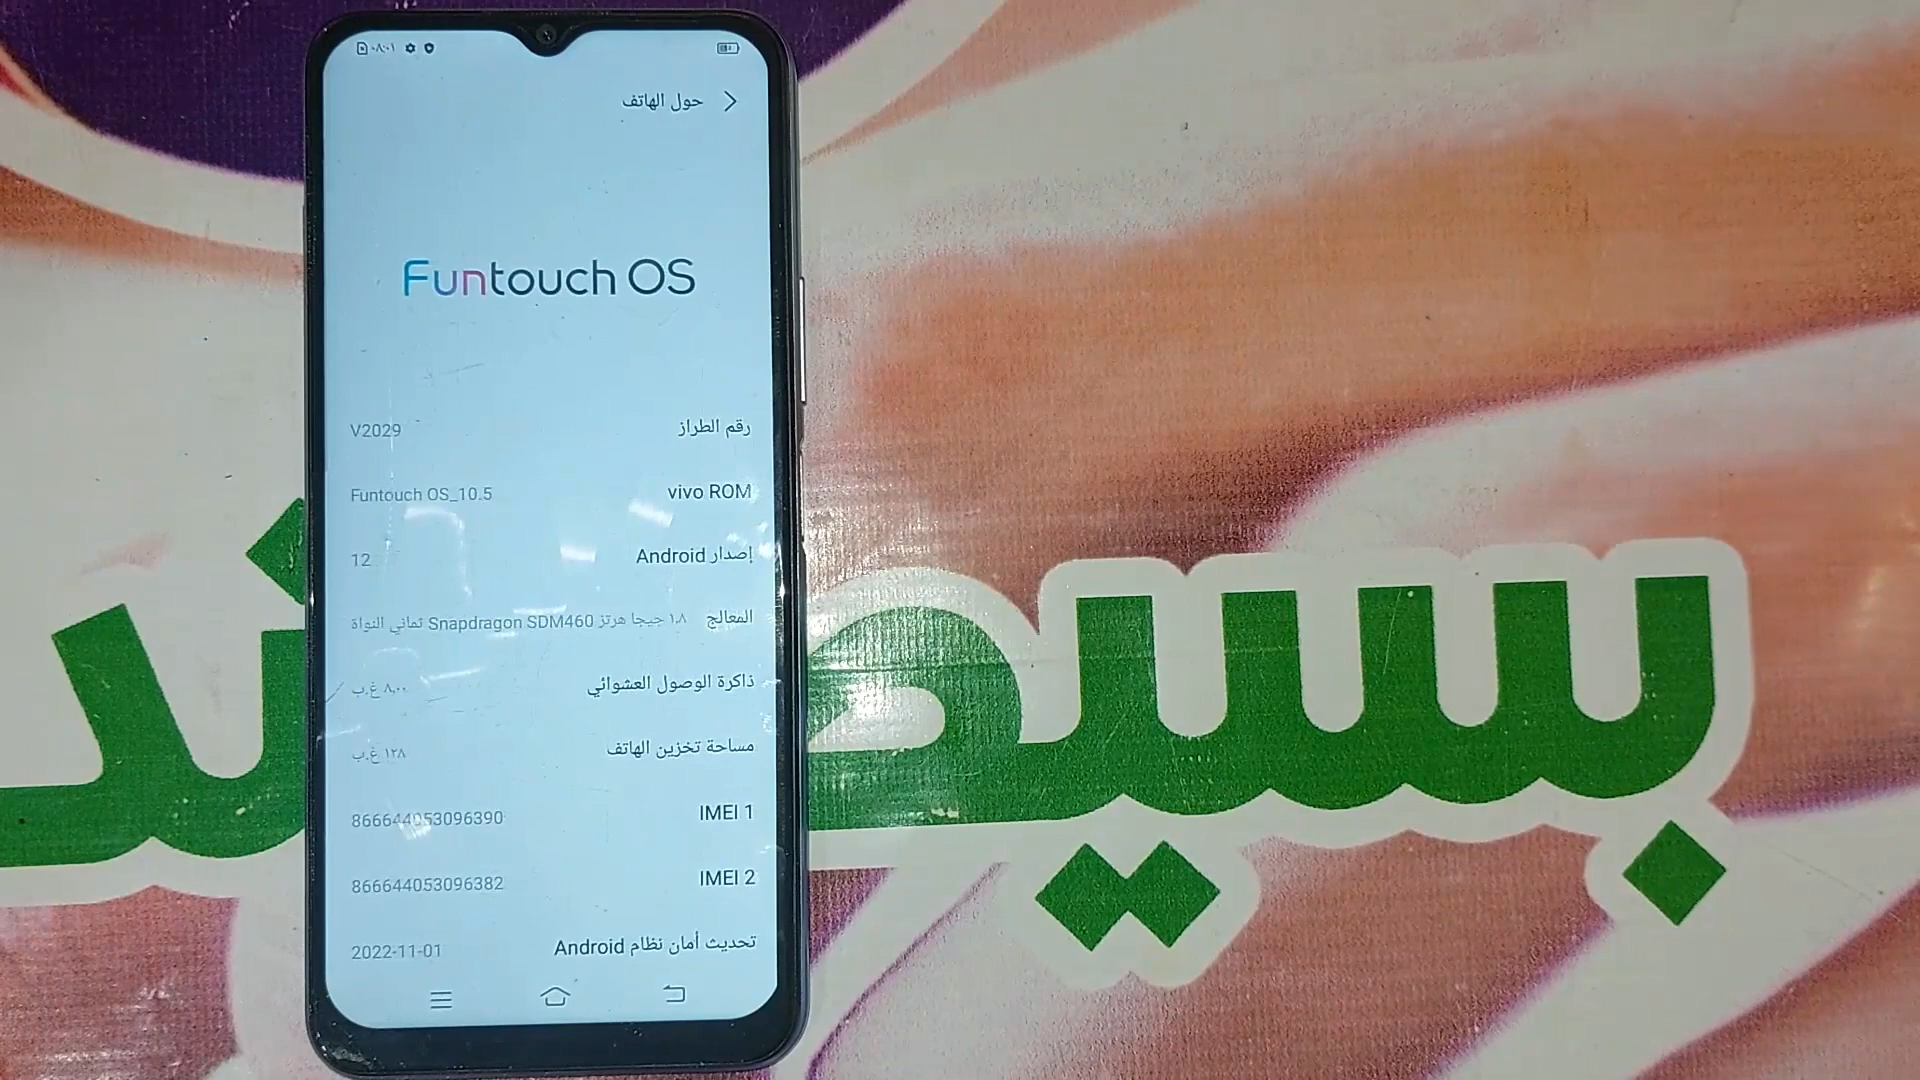 ٠٨:٠١
حول الهاتف
Funtouch OS
رقم الطراز V2029
vivo ROM Funtouch OS_10.5
إصدار Android 12
المعالج ١.٨ جيجا هرتز Snapdragon SDM460 ثماني النواة
ذاكرة الوصول العشوائي ٨,٠٠ غ.ب
مساحة تخزين الهاتف ١٢٨ غ.ب
IMEI 1 866644053096390
IMEI 2 866644053096382
تحديث أمان نظام Android 2022-11-01